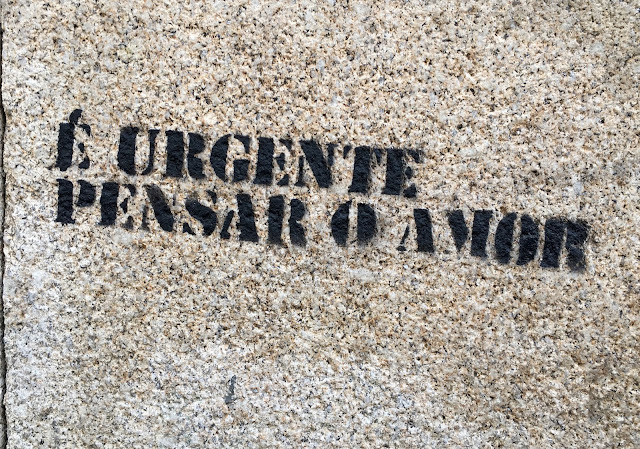 É URGENTE
PENSAR O AMOR